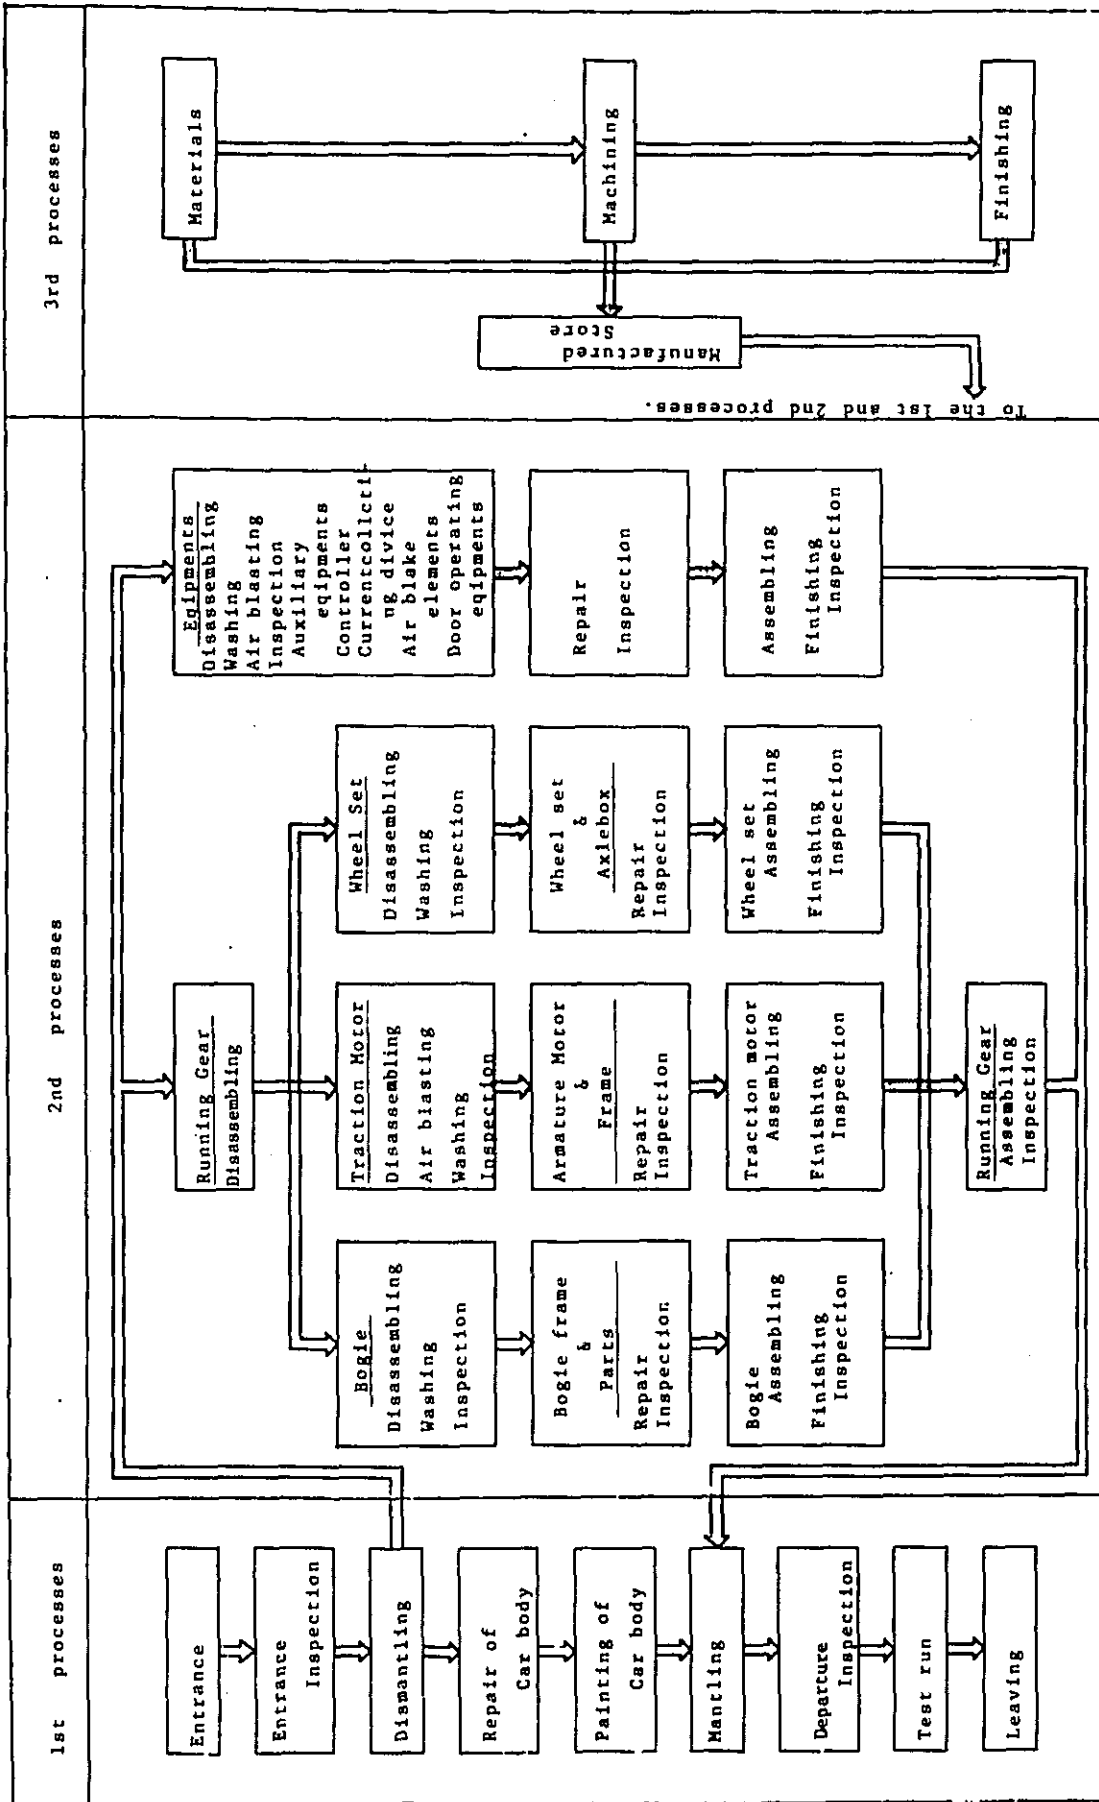 1st processes
Entrance
Entrance
Inspection
Dismantling
Repair of
Car body
Painting of
Car body
Mantling
Departure
Inspection
Test run
Leaving
2nd processes
Running Gear
Disassembling
Bogie
Disassembling
Washing
Inspection
Bogie frame
&
Parts
Repair
Inspection
Bogie
Assembling
Finishing
Inspection
Traction Motor
Disassembling
Air blasting
Washing
Inspection
Armature Motor
&
Frame
Repair
Inspection
Traction motor
Assembling
Finishing
Inspection
Wheel Set
Disassembling
Washing
Inspection
Wheel set
&
Axlebox
Repair
Inspection
Wheel set
Assembling
Finishing
Inspection
Running Gear
Assembling
Inspection
Eqipments
Disassembling
Washing
Air blasting
Inspection
Auxiliary
eqipments
Controller
Currentcollcti-
ng divice
Air blake
elements
Door operating
eqipments
Repair
Inspection
Assembling
Finishing
Inspection
3rd processes
Materials
Machining
Finishing
Manufactured
Store
To the 1st and 2nd processes.